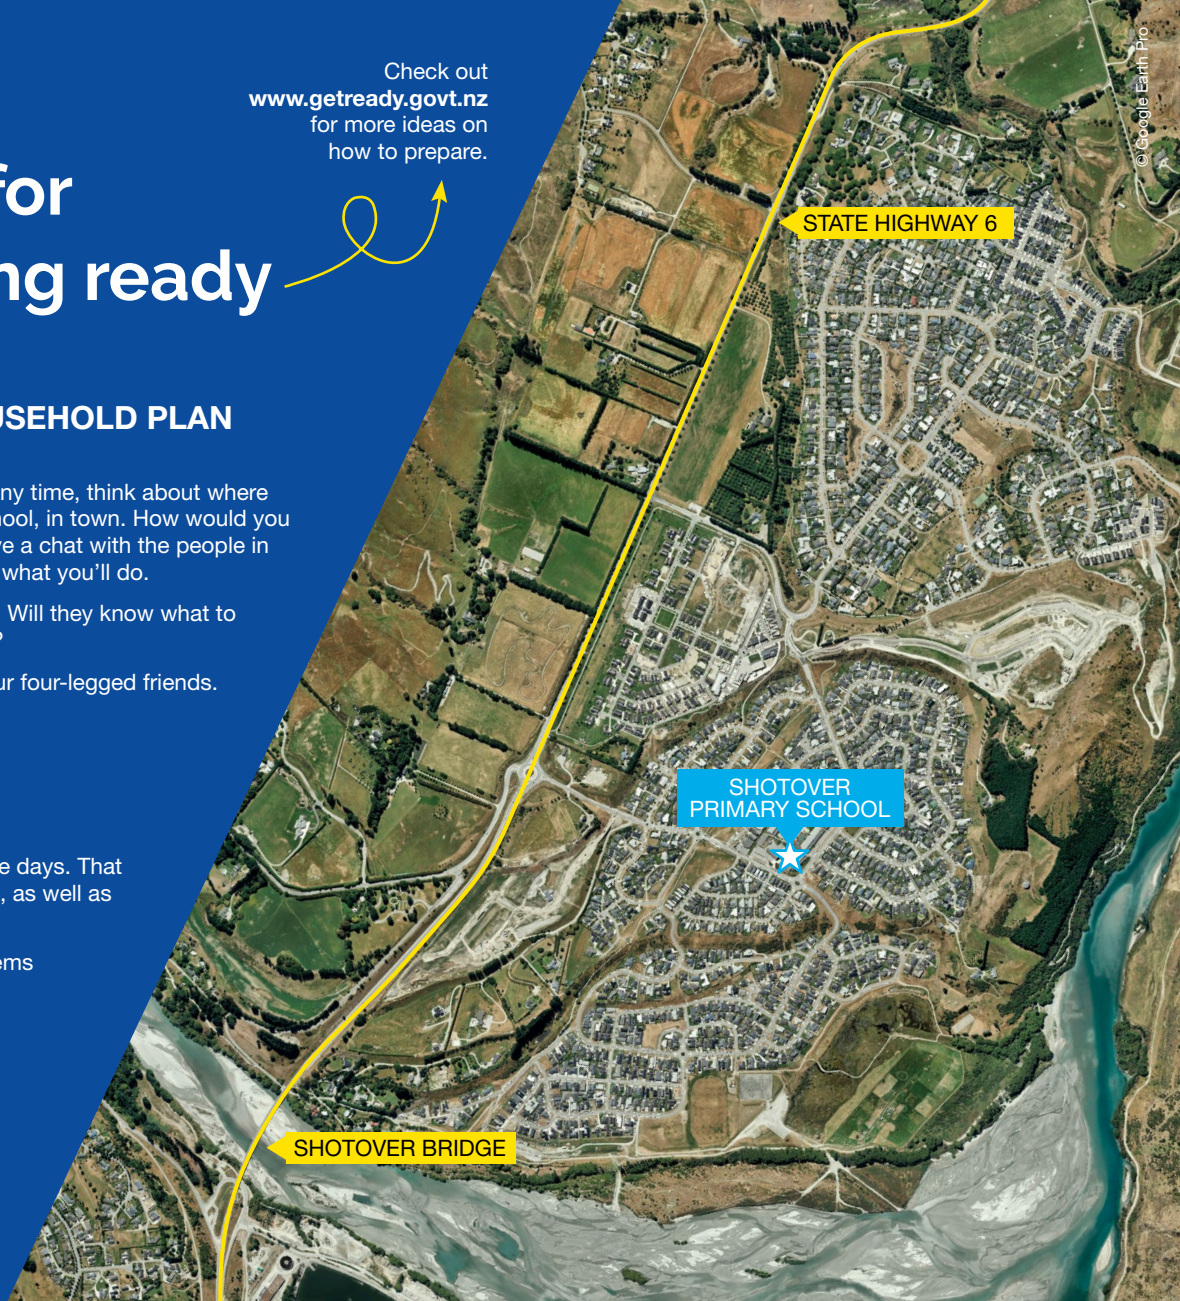 Check out
www.getready.govt.nz
for more ideas on
how to prepare.
for
ng ready
USEHOLD PLAN
ny time, think about where
ool, in town. How would you
ve a chat with the people in
what you’ll do.
Will they know what to
?
ur four-legged friends.
e days. That
, as well as
ems
© Google Earth Pro
STATE HIGHWAY 6
SHOTOVER
PRIMARY SCHOOL
SHOTOVER BRIDGE